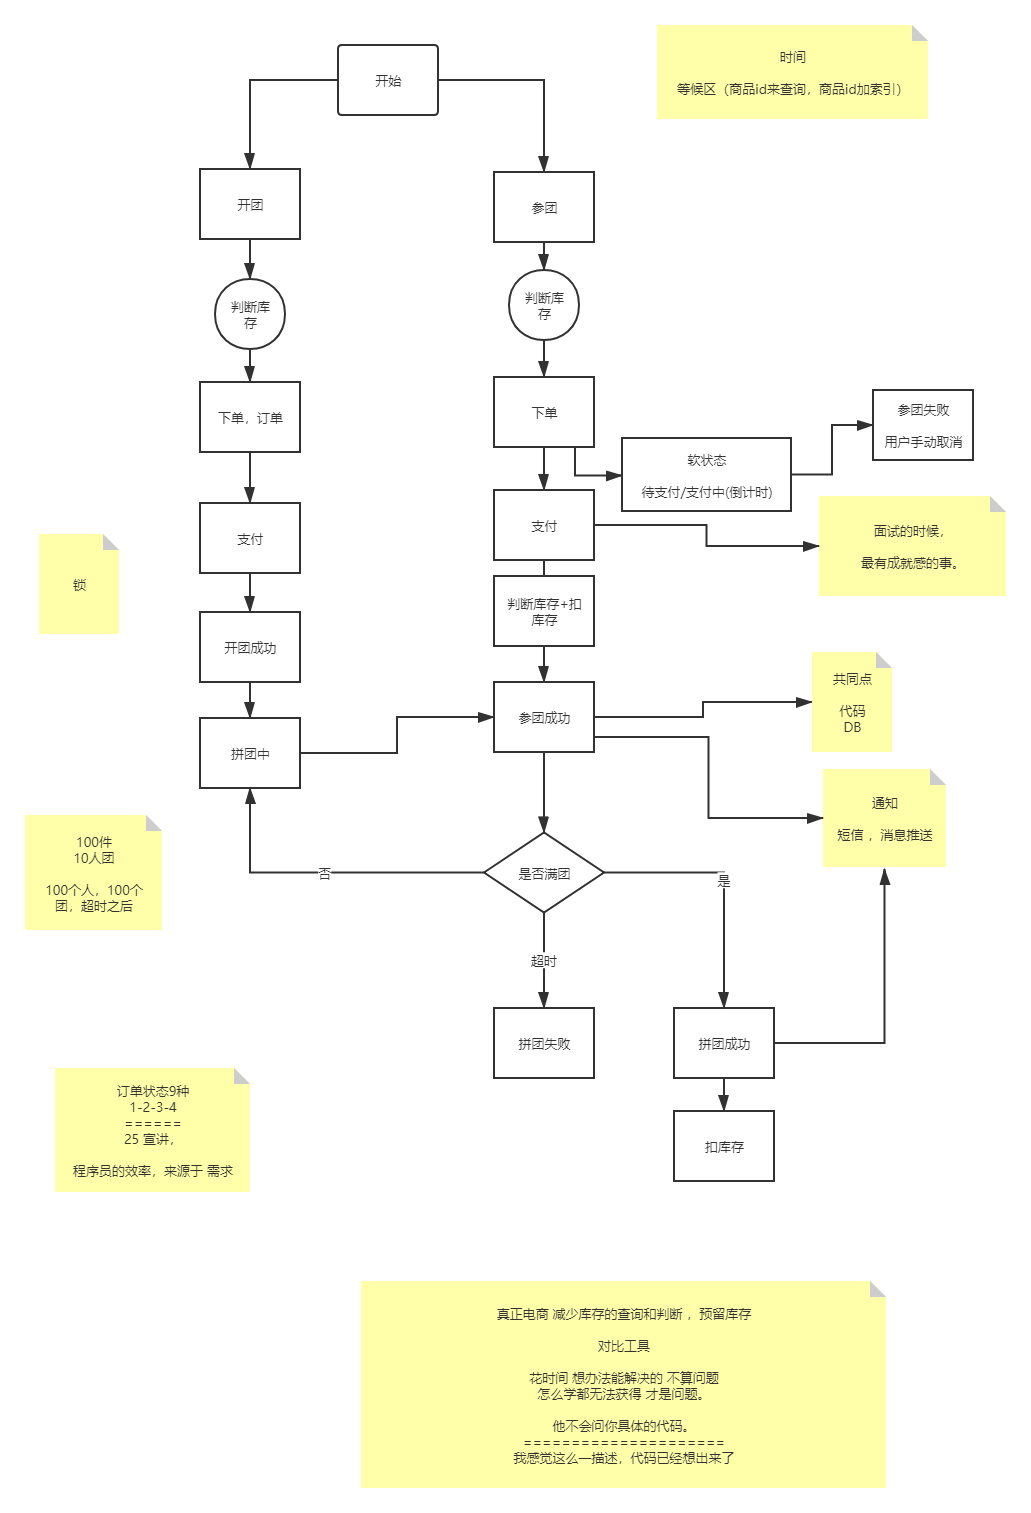 时间
等候区（商品id来查询，商品id加索引）
开始
开团
参团
判断库
存
判断库
存
下单，订单
下单
参团失败
用户手动取消
软状态
待支付/支付中(倒计时)
支付
支付
面试的时候，
最有成就感的事。
锁
判断库存+扣
库存
开团成功
参团成功
共同点
代码
DB
拼团中
通知
短信 ，消息推送
100件
10人团
100个人，100个
团，超时之后
否
是否满团
是
超时
拼团失败
拼团成功
订单状态9种
1-2-3-4
======
25 宣讲，
程序员的效率，来源于 需求
扣库存
真正电商 减少库存的查询和判断 ，预留库存
对比工具
花时间 想办法能解决的 不算问题
怎么学都无法获得 才是问题。
他不会问你具体的代码。
=====================
我感觉这么一描述，代码已经想出来了